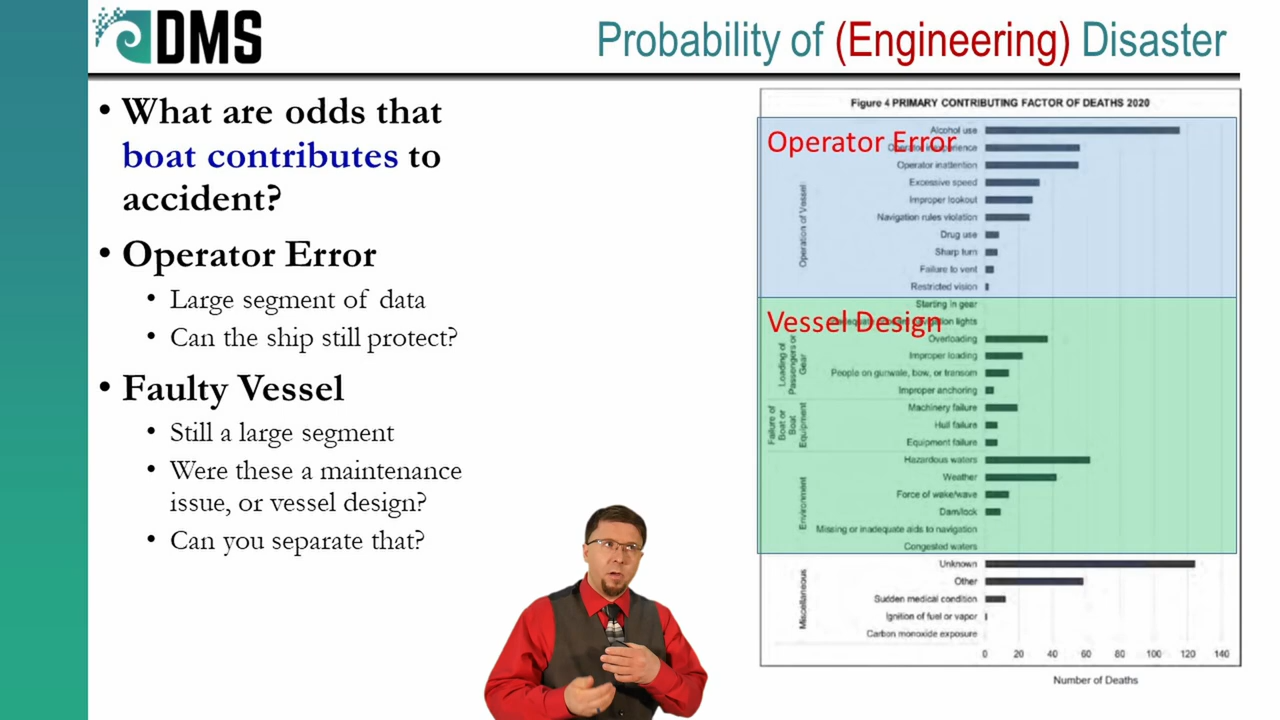 DMS
Probability of (Engineering) Disaster
• What are odds that
boat contributes to
accident?
• Operator Error
• Large segment of data
• Can the ship still protect?
• Faulty Vessel
• Still a large segment
• Were these a maintenance
issue, or vessel design?
• Can you separate that?
Figure 4 PRIMARY CONTRIBUTING FACTOR OF DEATHS 2020
Operator Error
Operation of Vessel
Alcohol use
Operator inattention
Excessive speed
Improper lookout
Navigation rules violation
Drug use
Sharp turn
Failure to vent
Restricted vision
Vessel Design
Starting in gear
lights
Loading of
Passengers or
Gear
Overloading
Improper loading
People on gunwale, bow, or transom
Improper anchoring
Failure of
Boat or
Boat
Equipment
Machinery failure
Hull failure
Equipment failure
Environment
Hazardous waters
Weather
Force of wake/wave
Dam/lock
Missing or inadequate aids to navigation
Congested waters
Miscellaneous
Unknown
Other
Sudden medical condition
Ignition of fuel or vapor
Carbon monoxide exposure
0 20 40 60 80 100 120 140
Number of Deaths